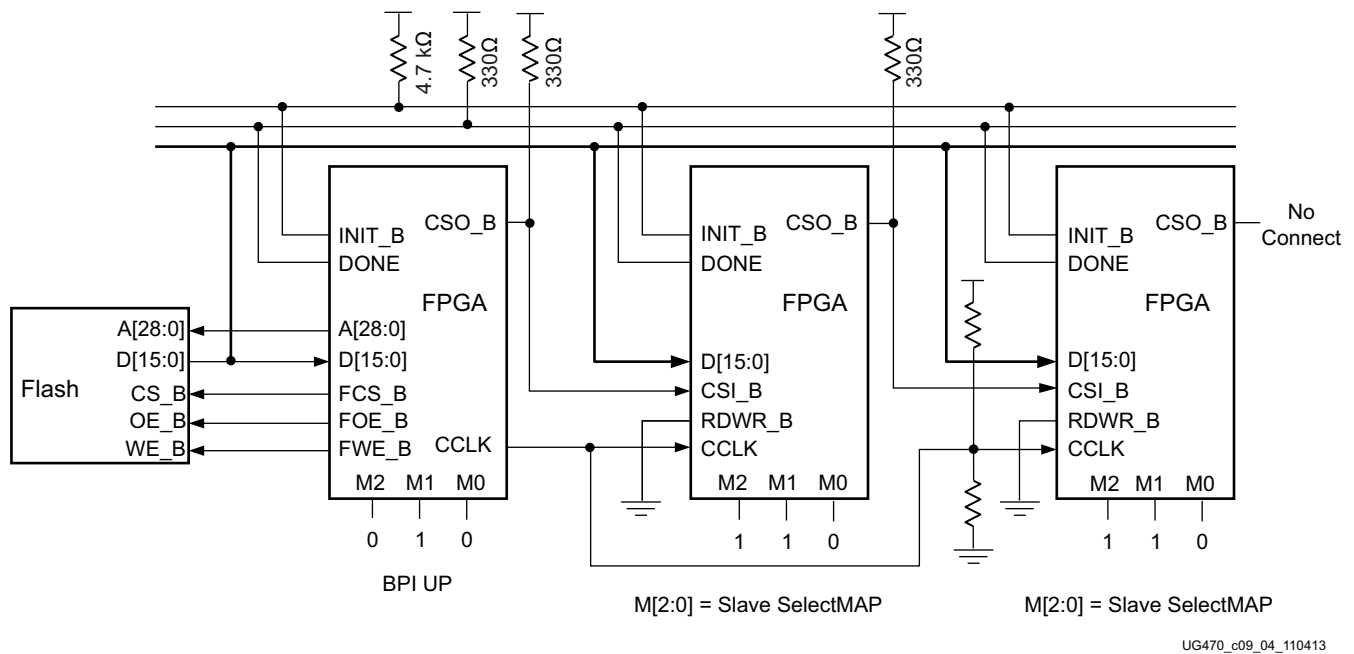 4.7 kΩ
330Ω
330Ω
330Ω
INIT_B
DONE
CSO_B
FPGA
A[28:0]
D[15:0]
FCS_B
FOE_B
FWE_B
CCLK
M2 M1 M0
0 1 0
BPI UP
Flash
A[28:0]
D[15:0]
CS_B
OE_B
WE_B
INIT_B
DONE
CSO_B
FPGA
D[15:0]
CSI_B
RDWR_B
CCLK
M2 M1 M0
1 1 0
M[2:0] = Slave SelectMAP
INIT_B
DONE
CSO_B
No
Connect
FPGA
D[15:0]
CSI_B
RDWR_B
CCLK
M2 M1 M0
1 1 0
M[2:0] = Slave SelectMAP
UG470_c09_04_110413